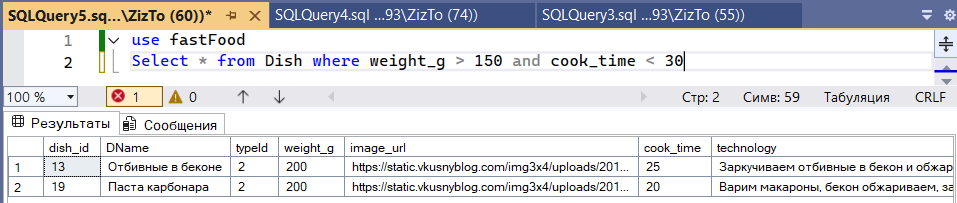 SQLQuery5.sq...\ZizTo (60))* SQLQuery4.sql ...93\ZizTo (74)) SQLQuery3.sql ...93\ZizTo (55))
1 use fastFood
2 Select * from Dish where weight_g > 150 and cook_time < 30
100 % 1 0 Стр: 2 Симв: 59 Табуляция CRLF
Результаты Сообщения
dish_id DName typeId weight_g image_url cook_time technology
1 13 Отбивные в беконе 2 200 https://static.vkusnyblog.com/img3x4/uploads/201... 25 Заркучиваем отбивные в бекон и обжар
2 19 Паста карбонара 2 200 https://static.vkusnyblog.com/img3x4/uploads/201... 20 Варим макароны, бекон обжариваем, за